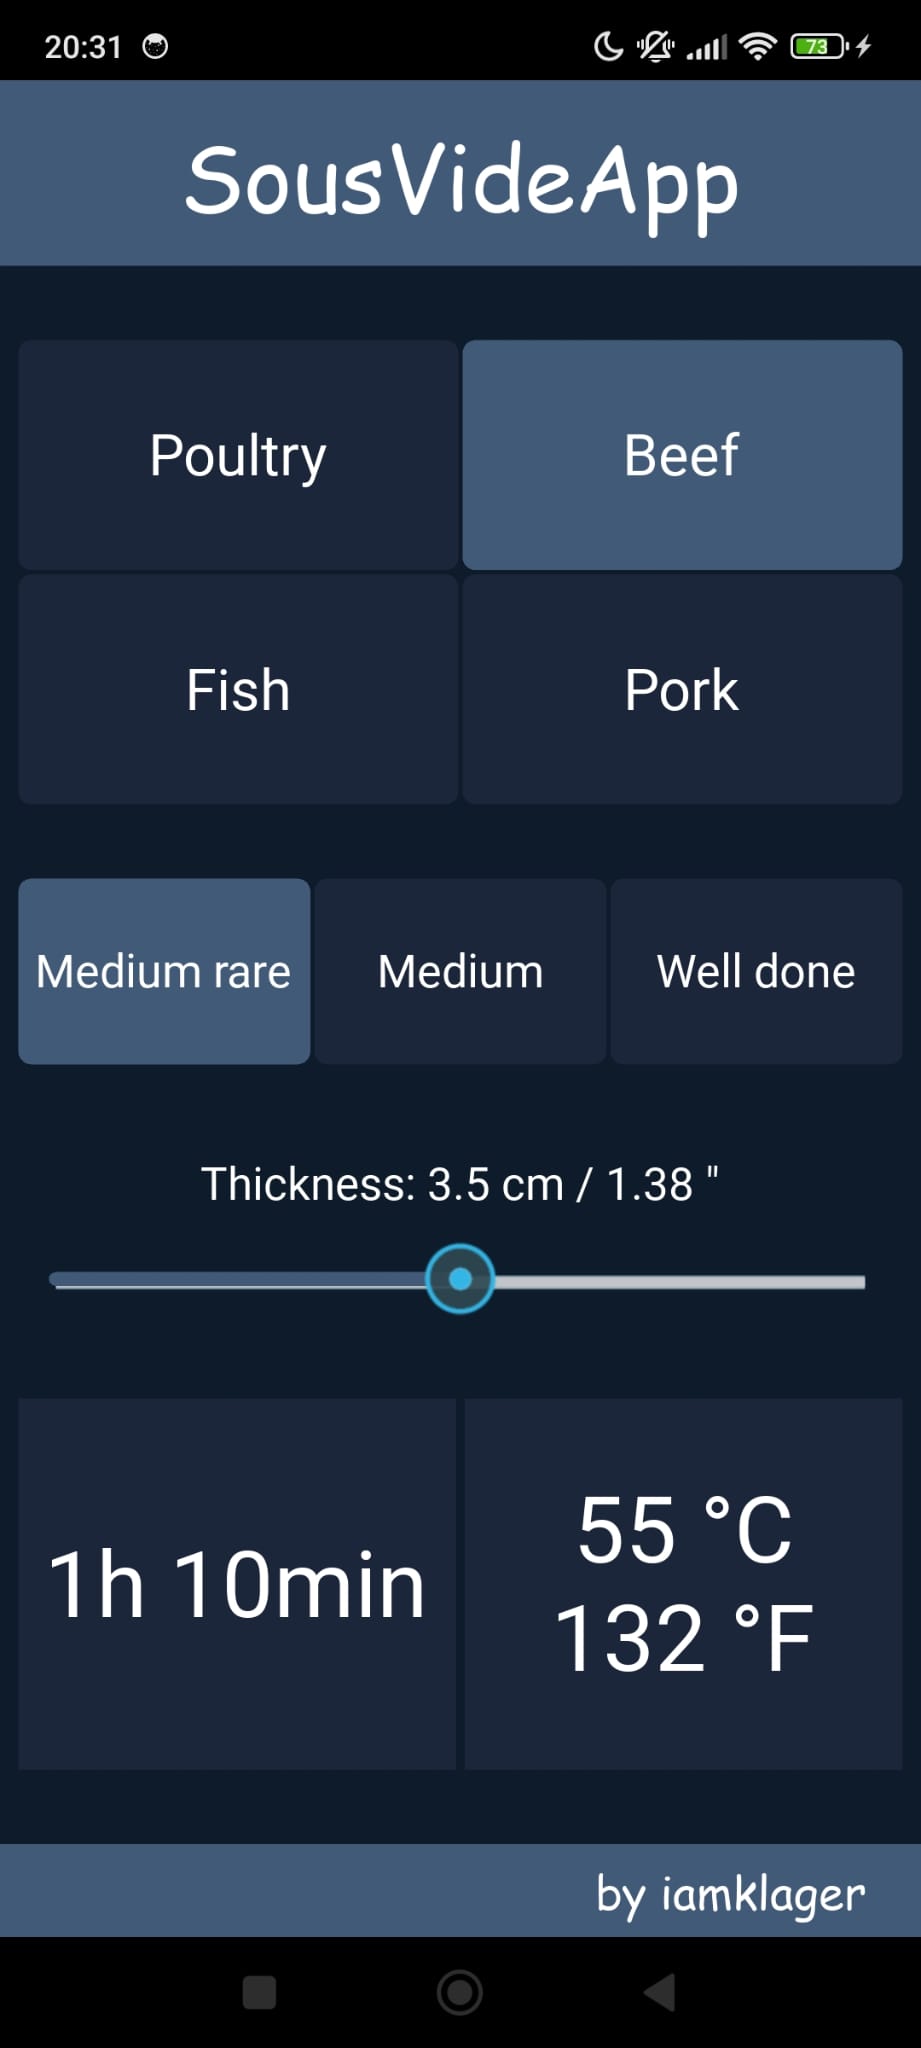 20:31
73
SousVideApp
Poultry
Beef
Fish
Pork
Medium rare
Medium
Well done
Thickness: 3.5 cm / 1.38 "
1h 10min
55 °C
132 °F
by iamklager